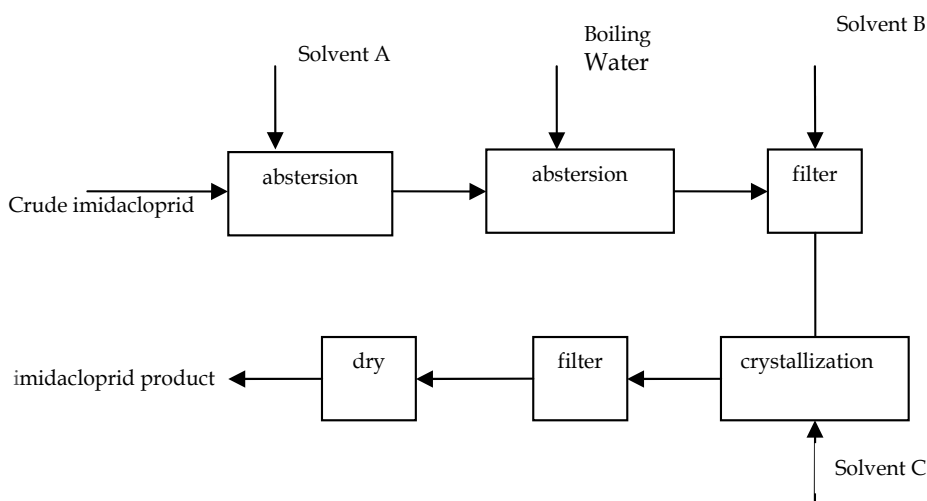 Solvent A
Boiling
Water
Solvent B
abstersion
abstersion
filter
Crude imidacloprid
imidacloprid product
dry
filter
crystallization
Solvent C